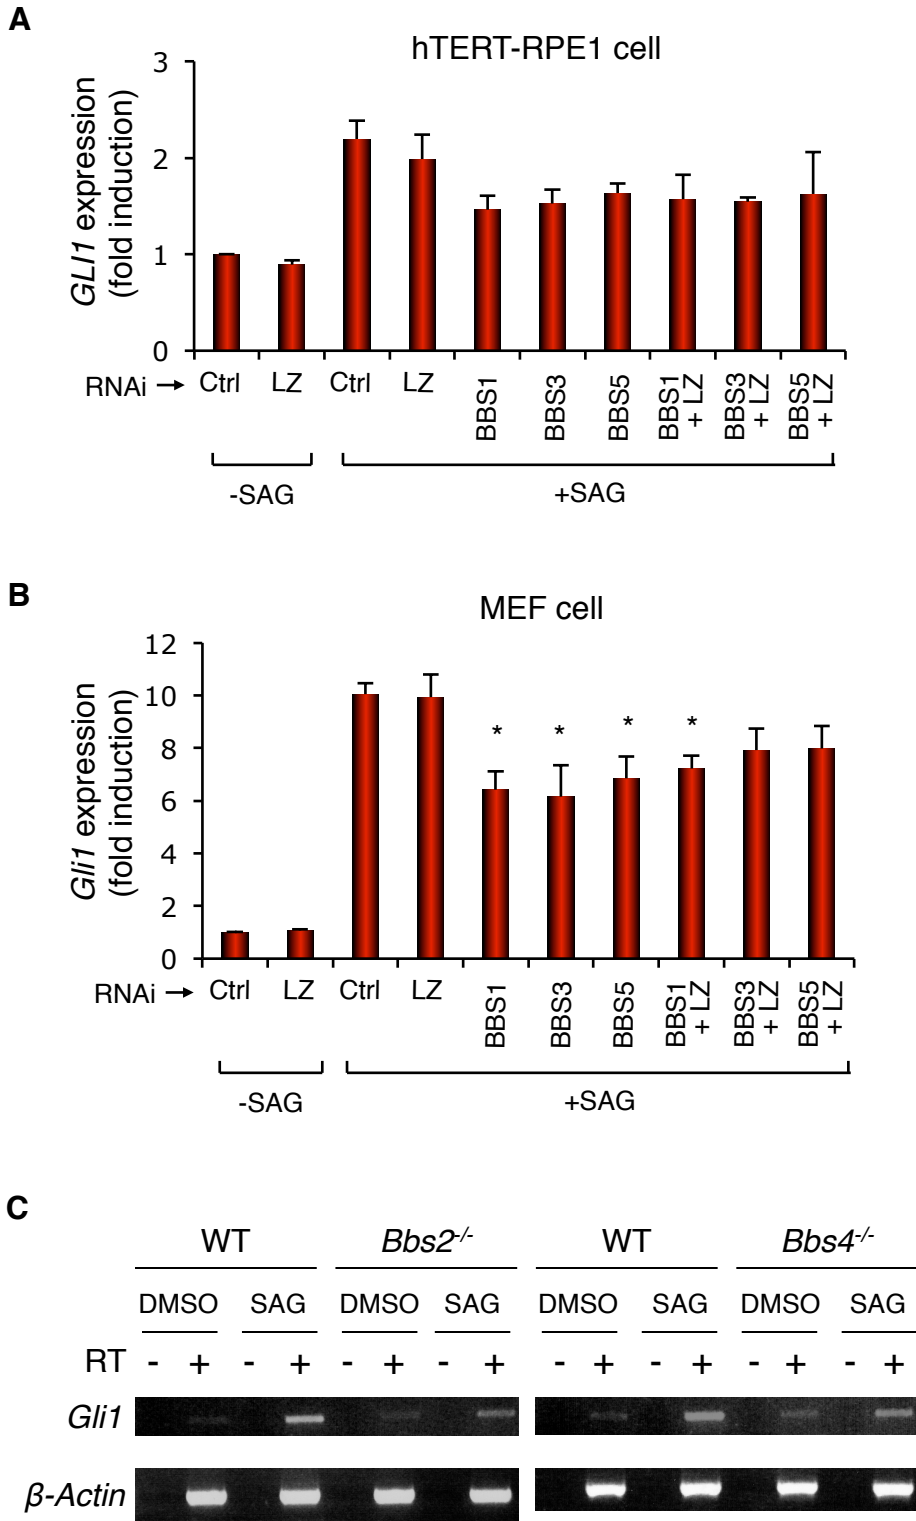 A
hTERT-RPE1 cell
GLI1 expression
(fold induction)
3
2
1
0
RNAi → Ctrl LZ Ctrl LZ BBS1 BBS3 BBS5 BBS1 + LZ BBS3 + LZ BBS5 + LZ
-SAG +SAG
B
MEF cell
Gli1 expression
(fold induction)
12
10
8
6
4
2
0
* * * *
RNAi → Ctrl LZ Ctrl LZ BBS1 BBS3 BBS5 BBS1 + LZ BBS3 + LZ BBS5 + LZ
-SAG +SAG
C
WT Bbs2-/- WT Bbs4-/-
DMSO SAG DMSO SAG DMSO SAG DMSO SAG
RT - + - + - + - + - + - + - + - +
Gli1
β-Actin